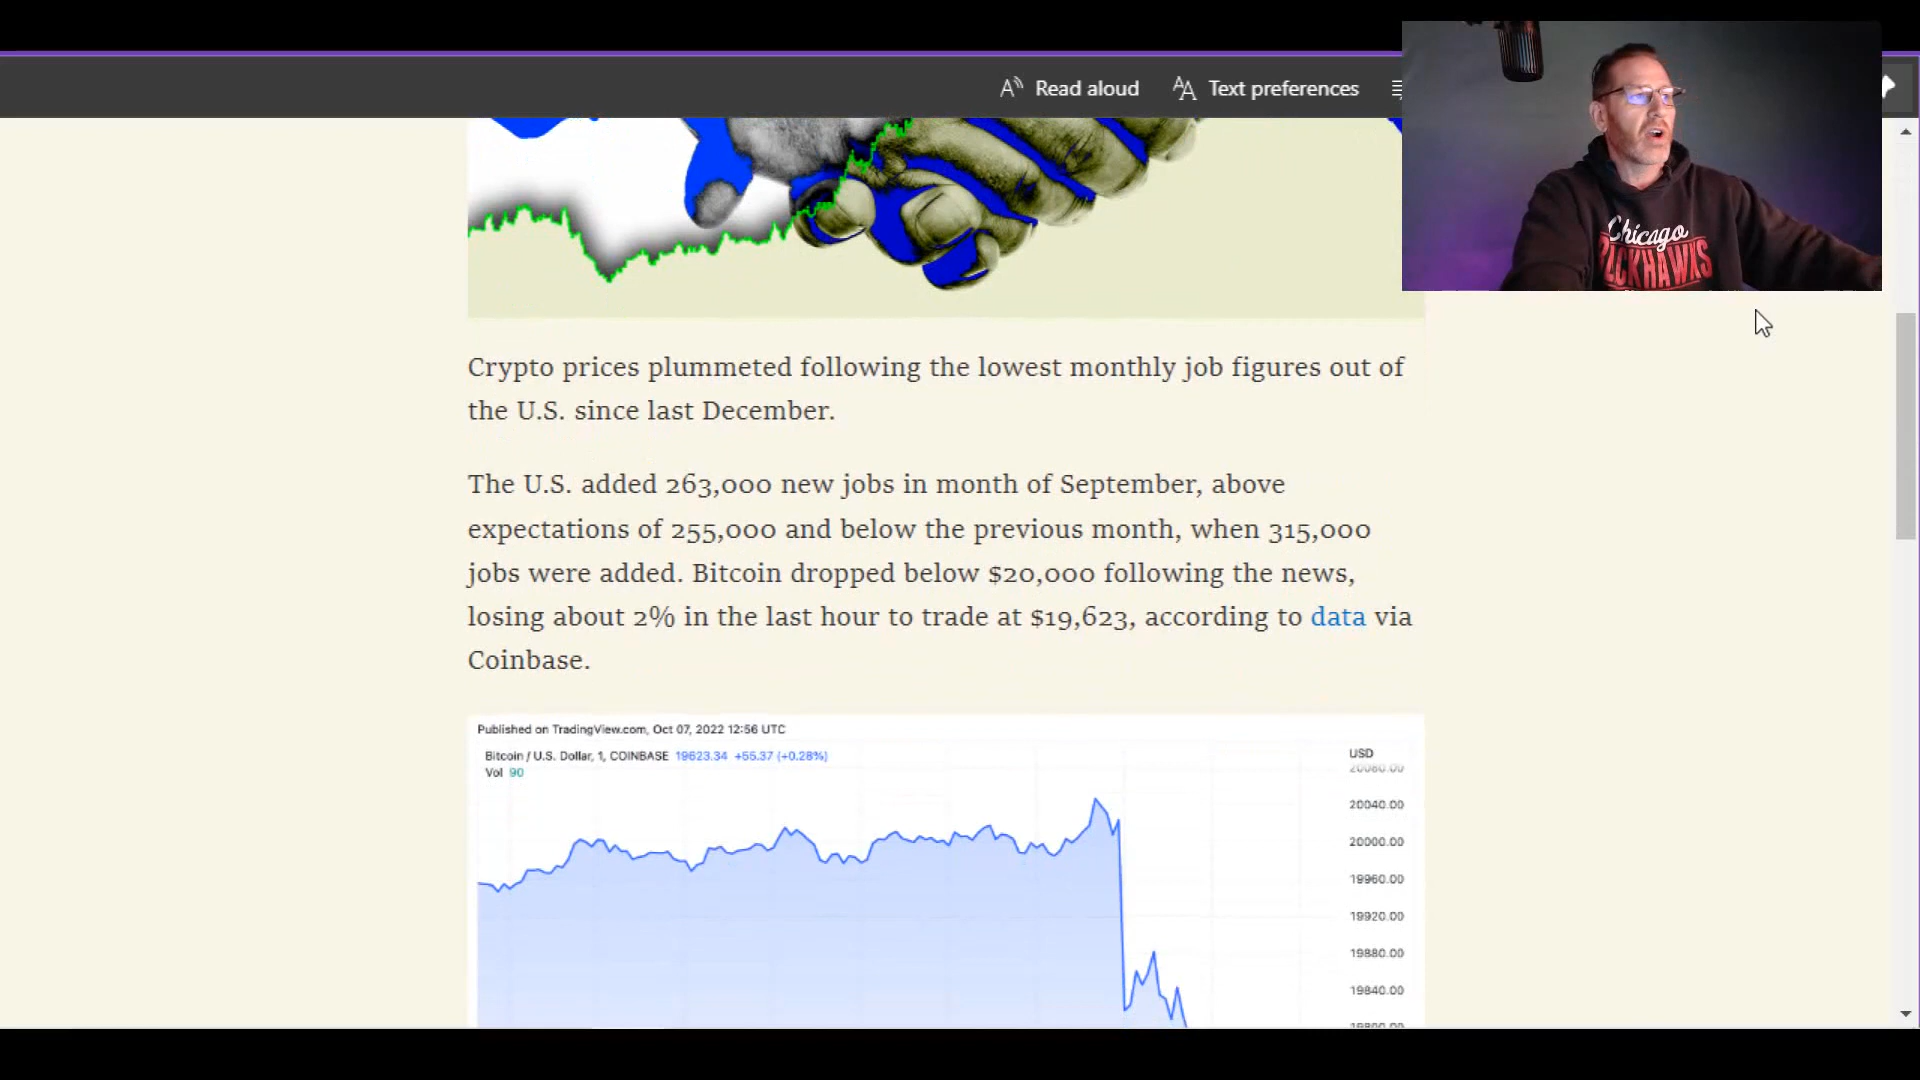 Read aloud
Text preferences
Chicago
Crypto prices plummeted following the lowest monthly job figures out of
the U.S. since last December.
The U.S. added 263,000 new jobs in month of September, above
expectations of 255,000 and below the previous month, when 315,000
jobs were added. Bitcoin dropped below $20,000 following the news,
losing about 2% in the last hour to trade at $19,623, according to data via
Coinbase.
Published on TradingView.com, Oct 07, 2022 12:56 UTC
Bitcoin / U.S. Dollar, 1, COINBASE 19623.34 +55.37 (+0.28%)
Vol 90
USD
20080.00
20040.00
20000.00
19960.00
19920.00
19880.00
19840.00